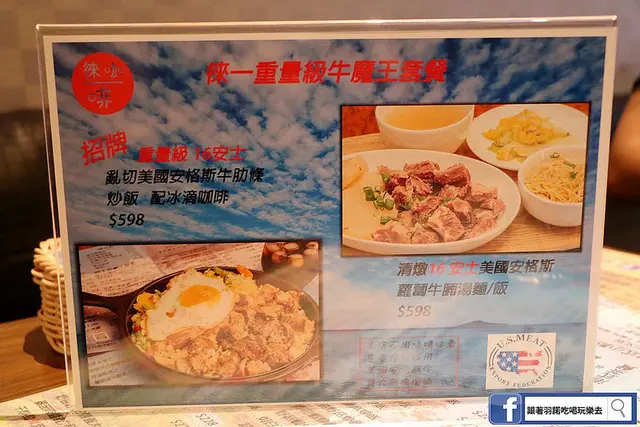 徠一重量級牛魔王套餐
招牌 重量級 16安士
亂切美國安格斯牛肋條
炒飯 配冰滴咖啡
$598
清燉16安士美國安格斯
蘿蔔牛腩湯麵/飯
$598
U.S. MEAT
EXPORT FEDERATION
跟著羽諾吃喝玩樂去